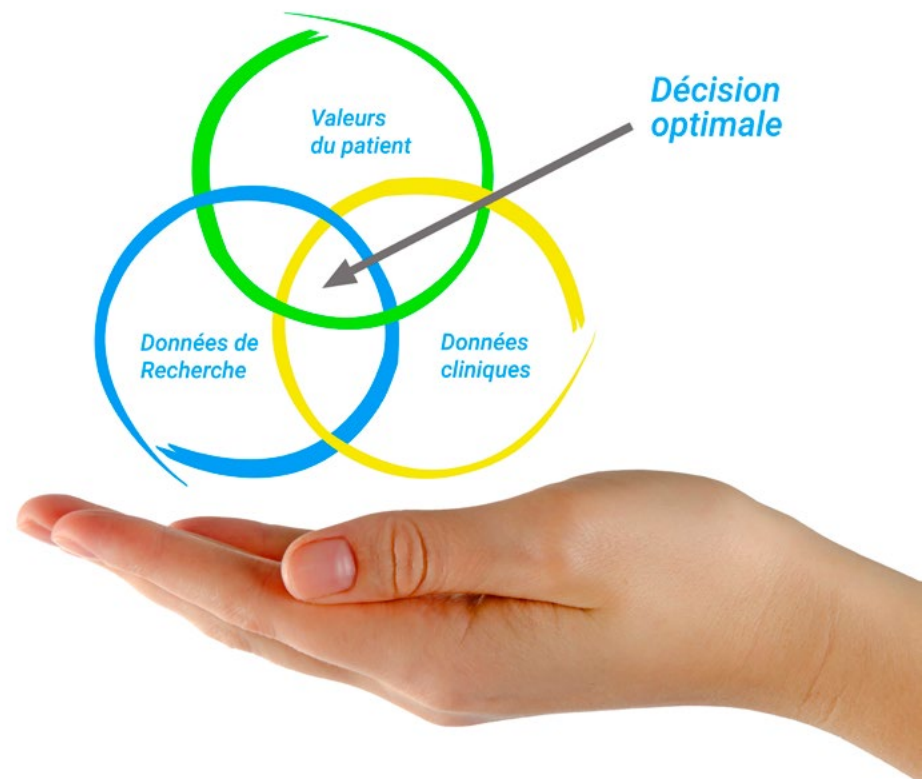 Valeurs
du patient
Décision
optimale
Données de
Recherche
Données
cliniques